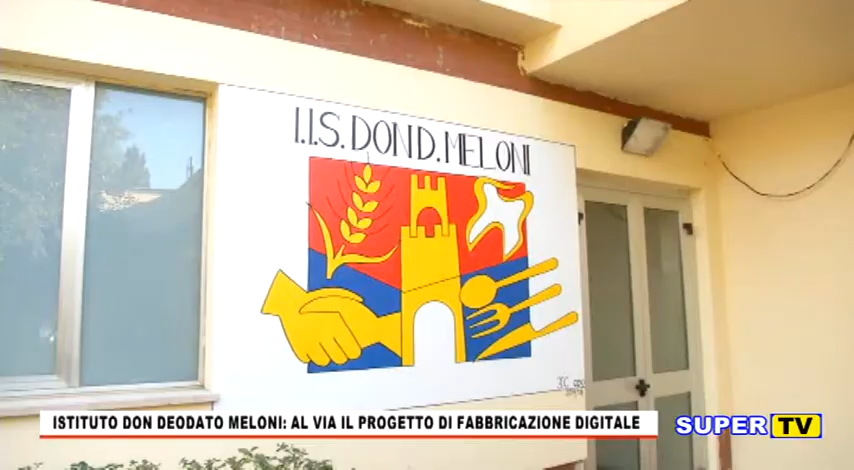 I.I.S. DON D. MELONI
ISTITUTO DON DEODATO MELONI: AL VIA IL PROGETTO DI FABBRICAZIONE DIGITALE
SUPER TV